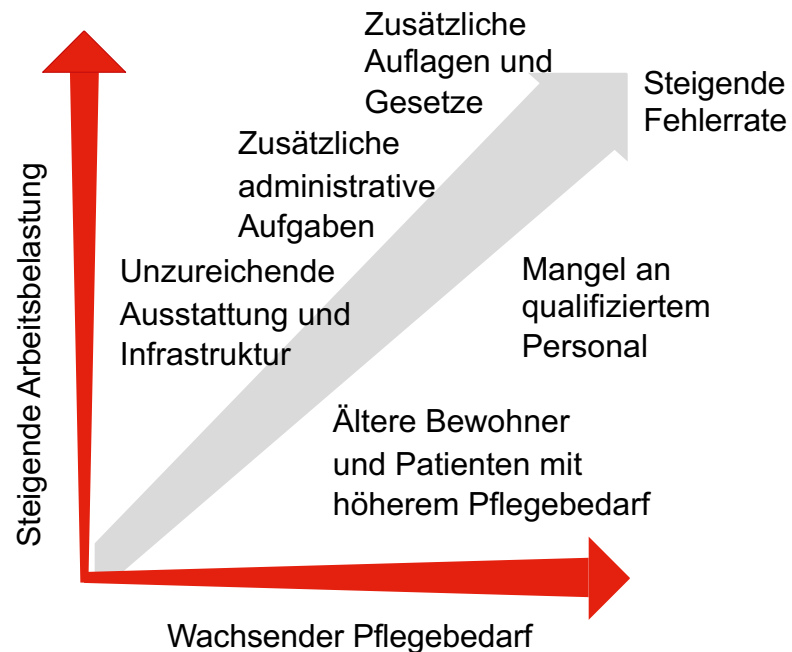 Zusätzliche
Auflagen und
Gesetze
Steigende
Fehlerrate
Zusätzliche
administrative
Aufgaben
Unzureichende
Ausstattung und
Infrastruktur
Mangel an
qualifiziertem
Personal
Ältere Bewohner
und Patienten mit
höherem Pflegebedarf
Steigende Arbeitsbelastung
Wachsender Pflegebedarf